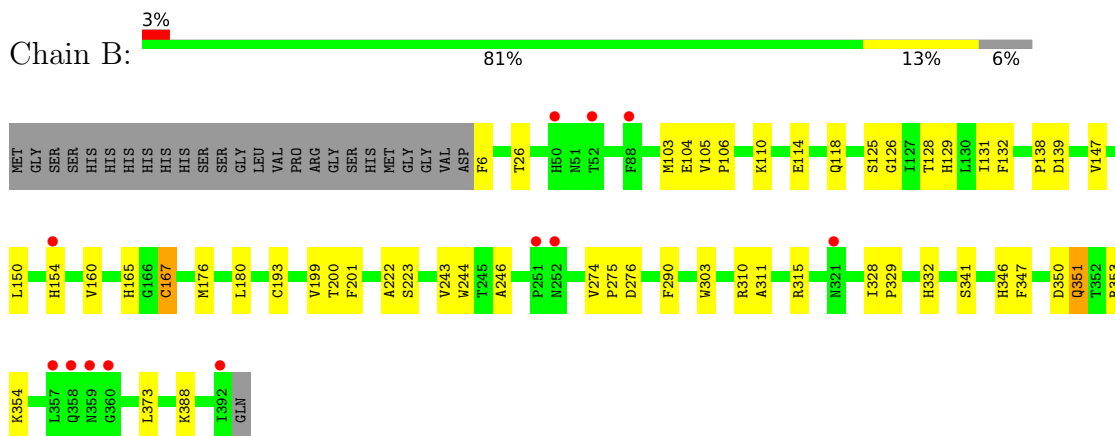 3%
Chain B:
81% 13% 6%
MET GLY SER SER HIS HIS HIS HIS HIS HIS SER SER GLY LEU VAL PRO ARG GLY SER HIS MET GLY GLY VAL ASP F6 T26 H50 N51 T52 F88 M103 E104 V105 P106 K110 E114 Q118 S125 G126 I127 T128 H129 L130 I131 F132 P138 D139 V147
L150 H154 V160 H165 G166 C167 M176 L180 C193 V199 T200 F201 A222 S223 V243 W244 T245 A246 P251 N252 V274 P275 D276 F290 W303 R310 A311 R315 N321 I328 P329 H332 S341 H346 F347 D350 Q351 T352 R353
K354 L357 Q358 N359 G360 L373 K388 I392 GLN